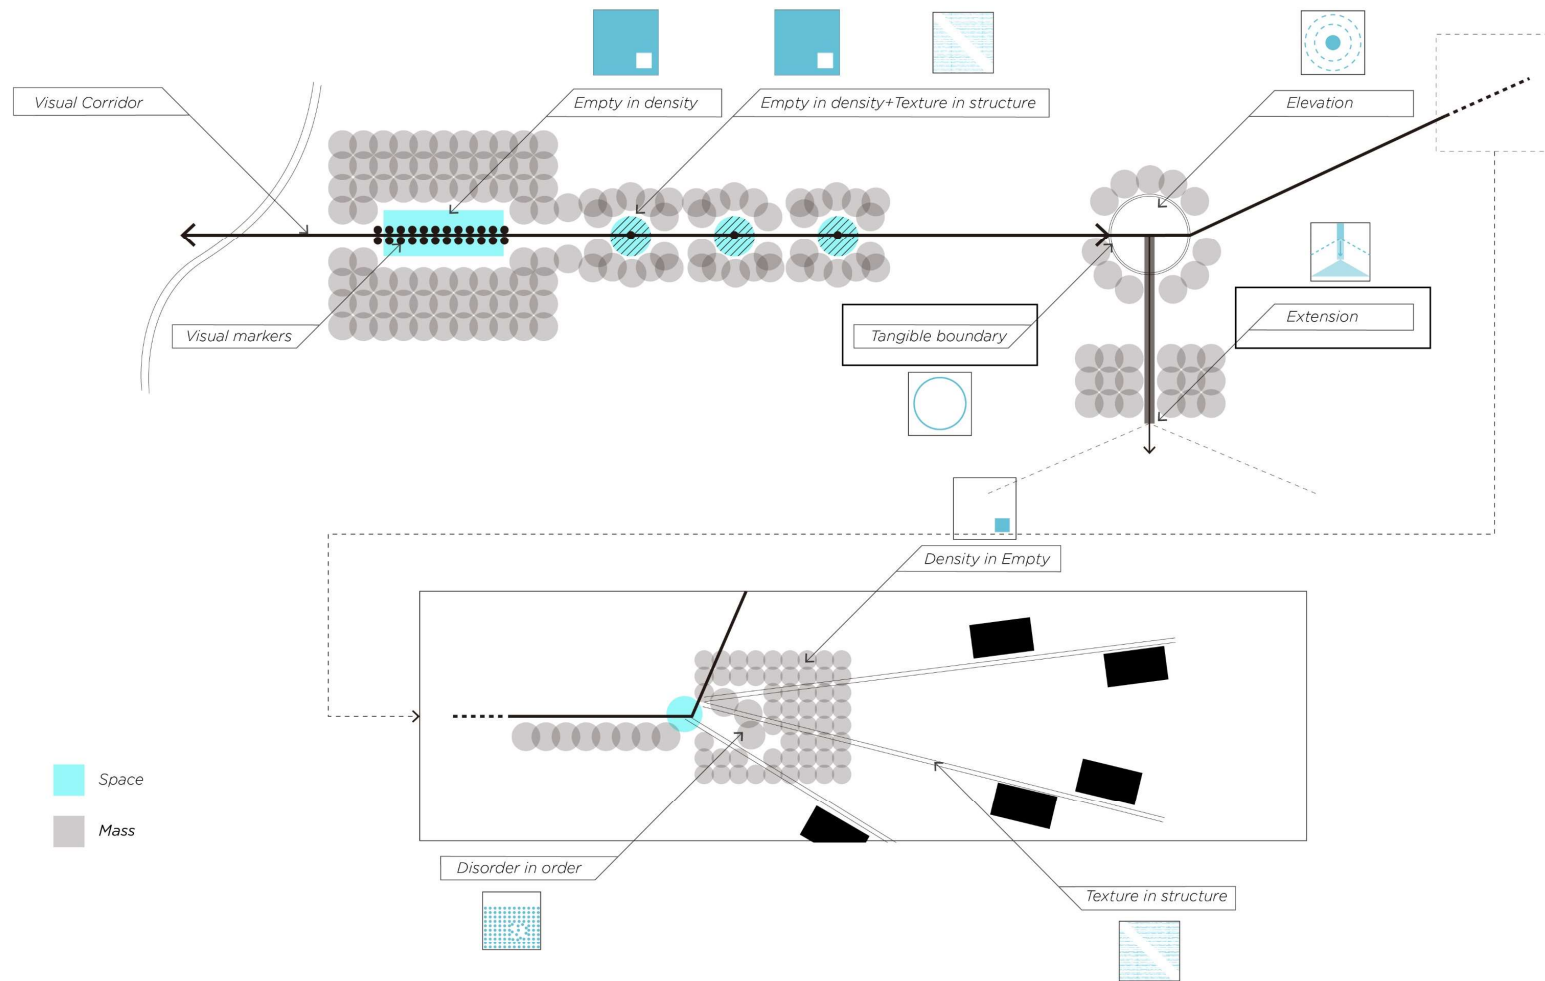 Visual Corridor
Empty in density
Empty in density+Texture in structure
Elevation
Visual markers
Tangible boundary
Extension
Density in Empty
Space
Mass
Disorder in order
Texture in structure